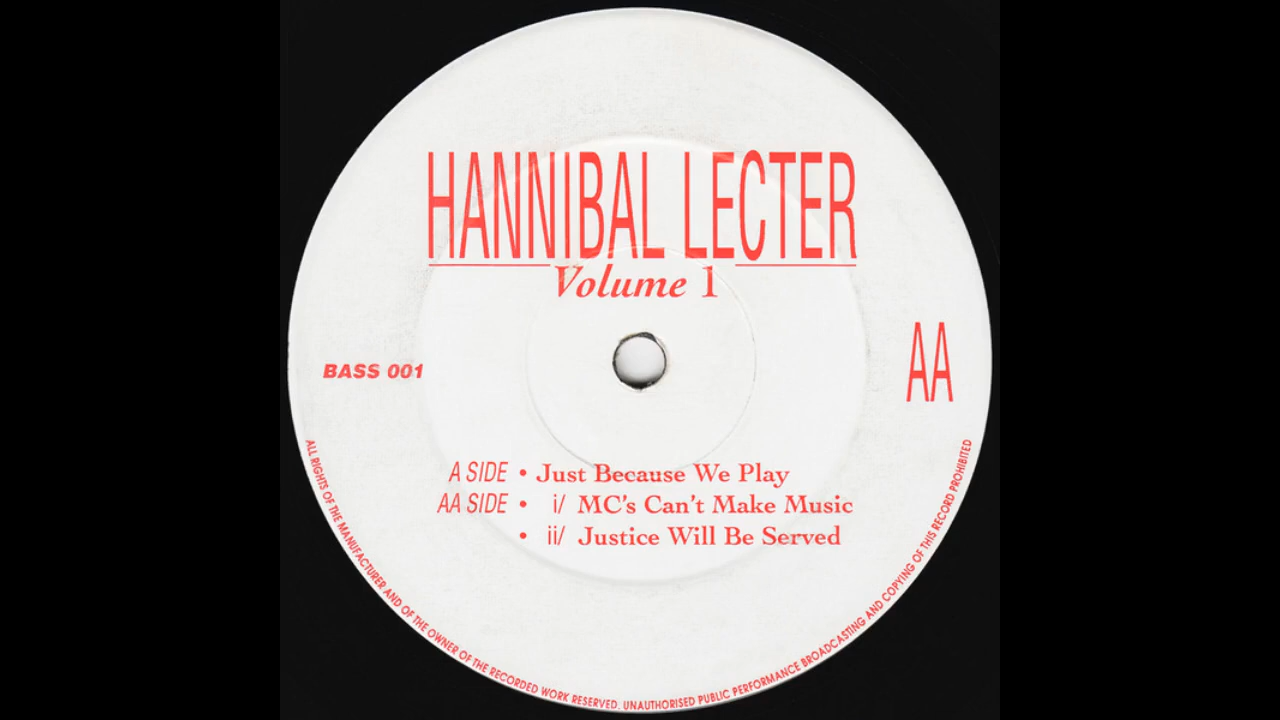 HANNIBAL LECTER
Volume 1
BASS 001
AA
A SIDE • Just Because We Play
AA SIDE • i/ MC's Can't Make Music
• ii/ Justice Will Be Served
ALL RIGHTS OF THE MANUFACTURER AND OF THE OWNER OF THE RECORDED WORK RESERVED. UNAUTHORISED PUBLIC PERFORMANCE BROADCASTING AND COPYING OF THIS RECORD PROHIBITED